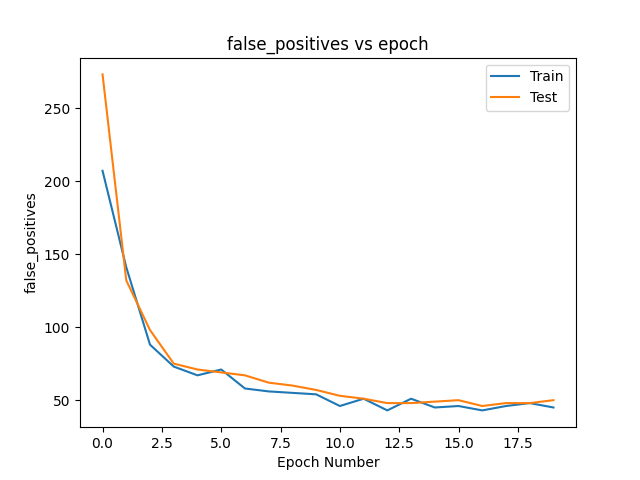 false_positives vs epoch
Train
Test
250
200
150
100
50
false_positives
0.0 2.5 5.0 7.5 10.0 12.5 15.0 17.5
Epoch Number